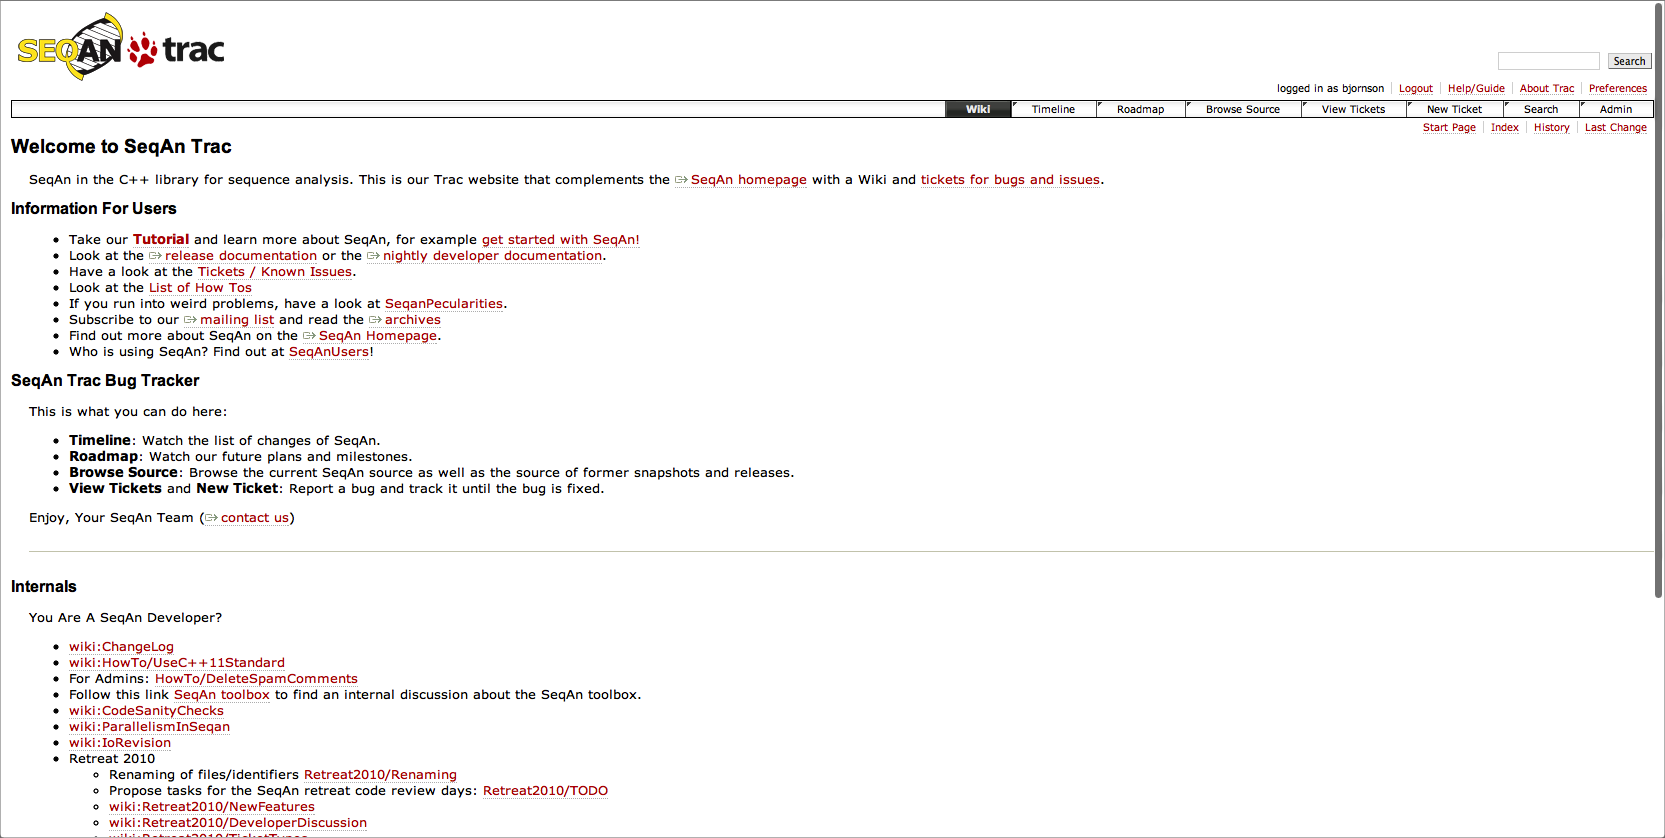 SEQAN trac
Search
logged in as bjornson Logout Help/Guide About Trac Preferences
Wiki Timeline Roadmap Browse Source View Tickets New Ticket Search Admin
Start Page Index History Last Change
Welcome to SeqAn Trac
SeqAn in the C++ library for sequence analysis. This is our Trac website that complements the SeqAn homepage with a Wiki and tickets for bugs and issues.
Information For Users
Take our Tutorial and learn more about SeqAn, for example get started with SeqAn!
Look at the release documentation or the nightly developer documentation.
Have a look at the Tickets / Known Issues.
Look at the List of How Tos
If you run into weird problems, have a look at SeqanPecularities.
Subscribe to our mailing list and read the archives
Find out more about SeqAn on the SeqAn Homepage.
Who is using SeqAn? Find out at SeqAnUsers!
SeqAn Trac Bug Tracker
This is what you can do here:
Timeline: Watch the list of changes of SeqAn.
Roadmap: Watch our future plans and milestones.
Browse Source: Browse the current SeqAn source as well as the source of former snapshots and releases.
View Tickets and New Ticket: Report a bug and track it until the bug is fixed.
Enjoy, Your SeqAn Team (contact us)
Internals
You Are A SeqAn Developer?
wiki:ChangeLog
wiki:HowTo/UseC++11Standard
For Admins: HowTo/DeleteSpamComments
Follow this link SeqAn toolbox to find an internal discussion about the SeqAn toolbox.
wiki:CodeSanityChecks
wiki:ParallelismInSeqan
wiki:IoRevision
Retreat 2010
Renaming of files/identifiers Retreat2010/Renaming
Propose tasks for the SeqAn retreat code review days: Retreat2010/TODO
wiki:Retreat2010/NewFeatures
wiki:Retreat2010/DeveloperDiscussion
wiki:Retreat2010/TicketTypes